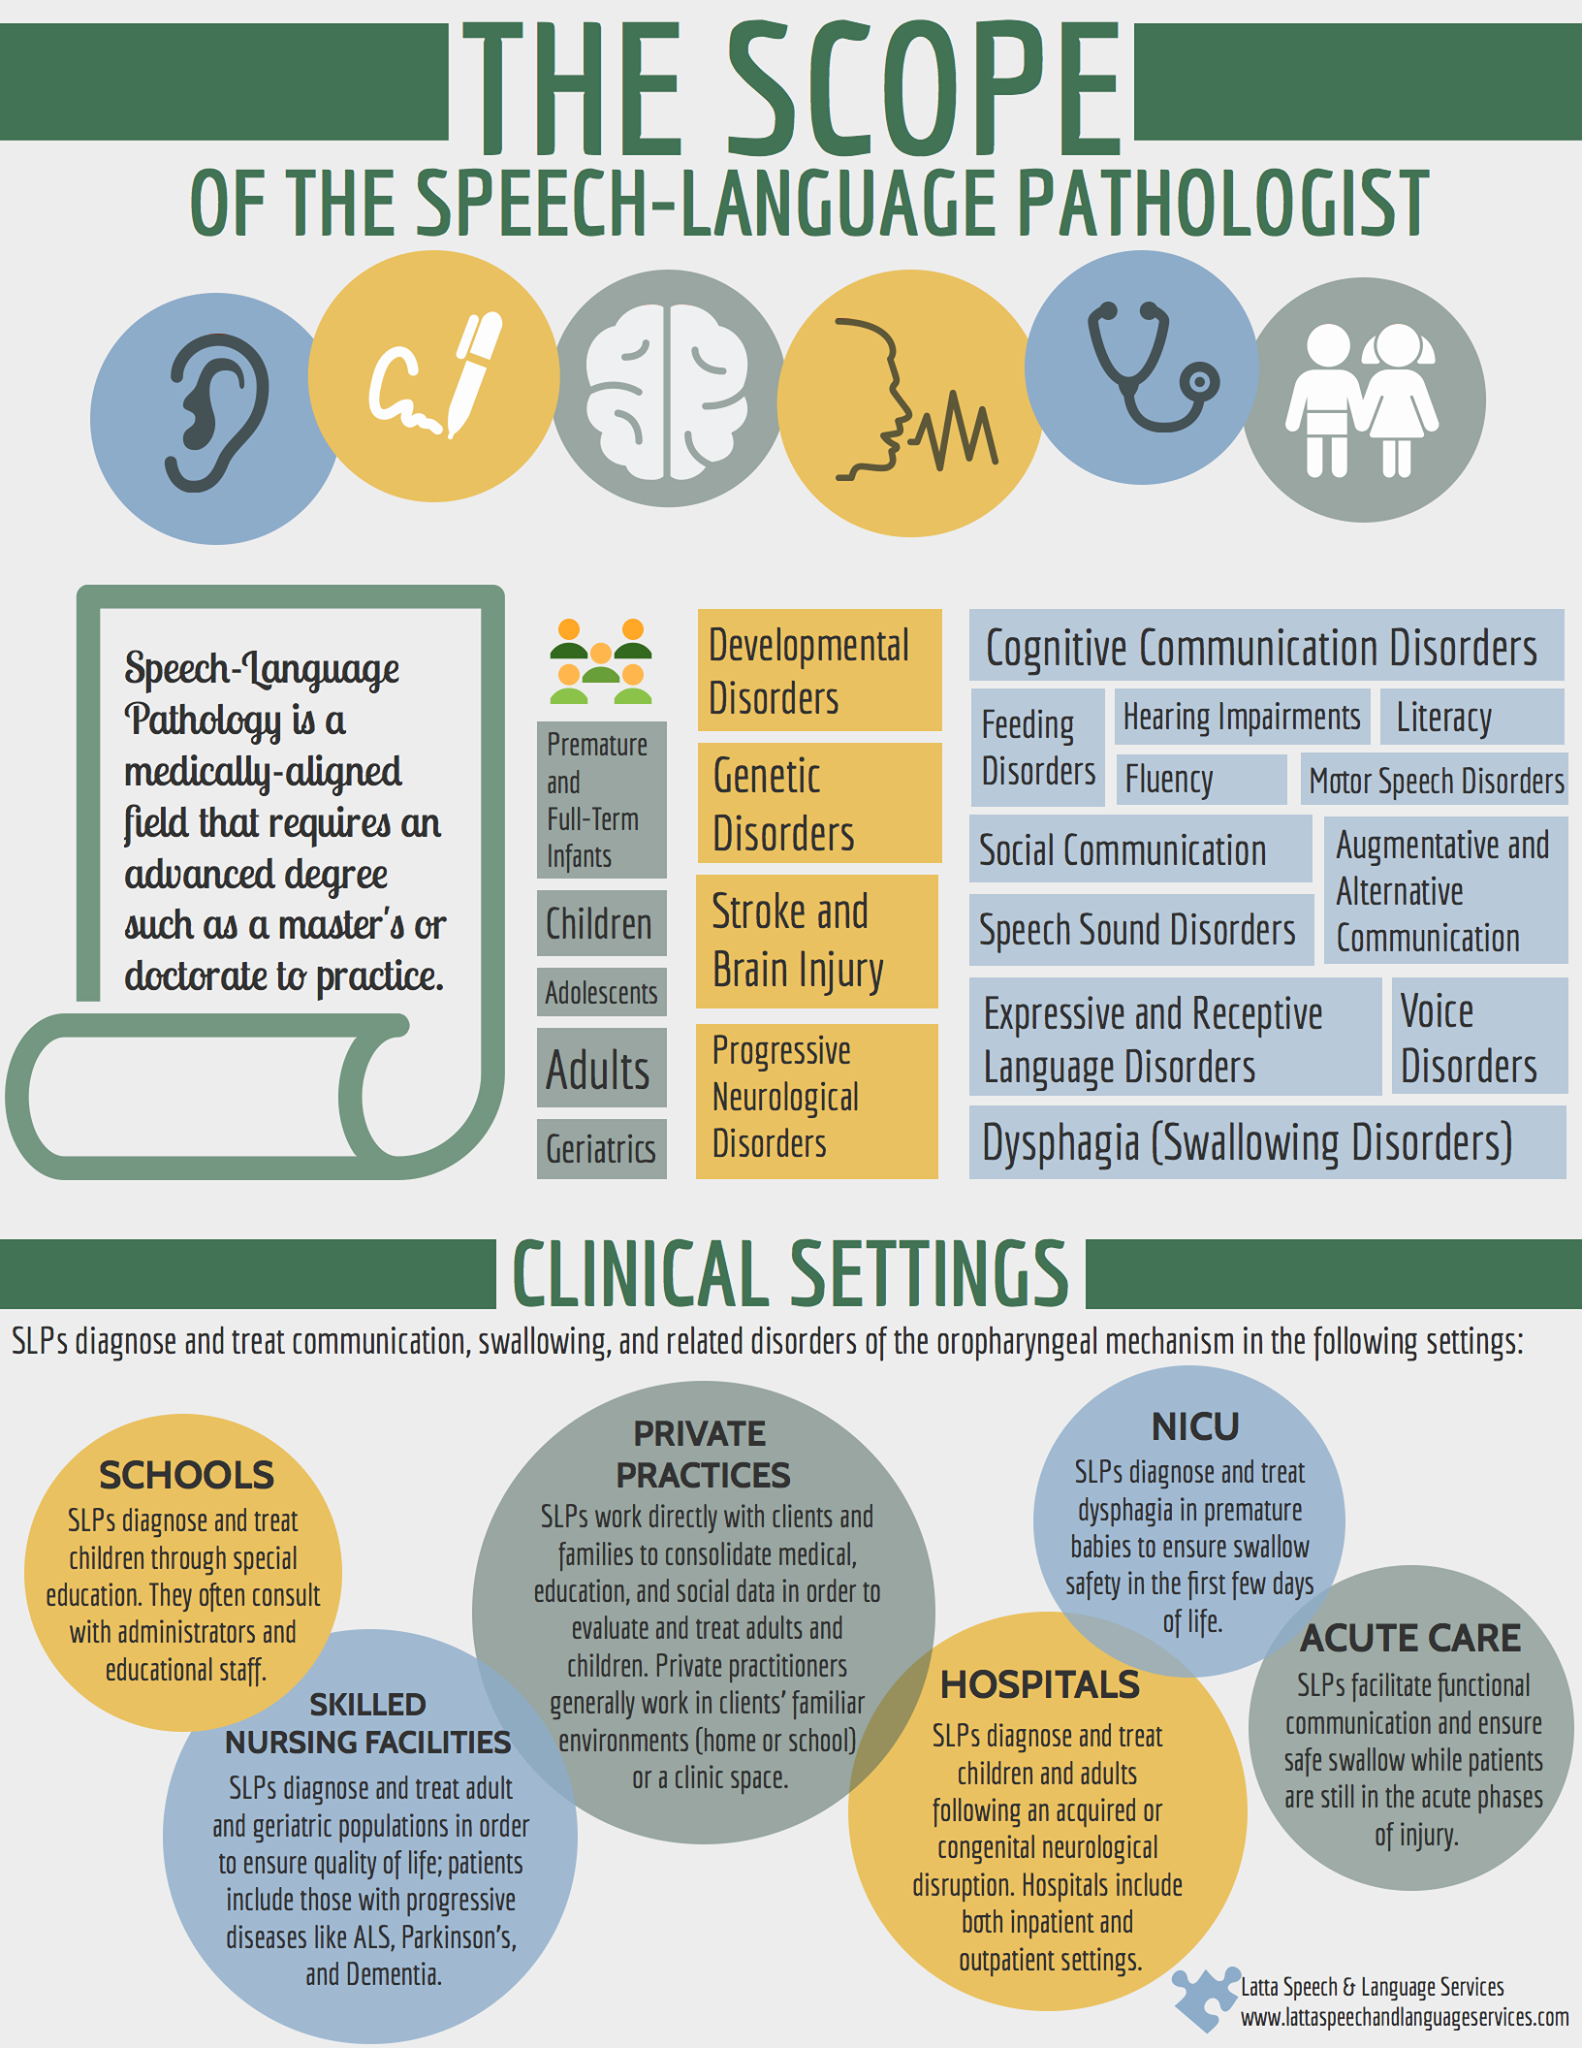 THE SCOPE
OF THE SPEECH-LANGUAGE PATHOLOGIST
Speech-Language
Pathology is a
medically-aligned
field that requires an
advanced degree
such as a master's or
doctorate to practice.
Premature
and
Full-Term
Infants
Children
Adolescents
Adults
Geriatrics
Developmental
Disorders
Genetic
Disorders
Stroke and
Brain Injury
Progressive
Neurological
Disorders
Cognitive Communication Disorders
Feeding
Disorders
Hearing Impairments
Literacy
Fluency
Motor Speech Disorders
Social Communication
Augmentative and
Alternative
Communication
Speech Sound Disorders
Expressive and Receptive
Language Disorders
Voice
Disorders
Dysphagia (Swallowing Disorders)
CLINICAL SETTINGS
SLPs diagnose and treat communication, swallowing, and related disorders of the oropharyngeal mechanism in the following settings:
SCHOOLS
SLPs diagnose and treat
children through special
education. They often consult
with administrators and
educational staff.
SKILLED
NURSING FACILITIES
SLPs diagnose and treat adult
and geriatric populations in order
to ensure quality of life; patients
include those with progressive
diseases like ALS, Parkinson's,
and Dementia.
PRIVATE
PRACTICES
SLPs work directly with clients and
families to consolidate medical,
education, and social data in order to
evaluate and treat adults and
children. Private practitioners
generally work in clients' familiar
environments (home or school)
or a clinic space.
HOSPITALS
SLPs diagnose and treat
children and adults
following an acquired or
congenital neurological
disruption. Hospitals include
both inpatient and
outpatient settings.
NICU
SLPs diagnose and treat
dysphagia in premature
babies to ensure swallow
safety in the first few days
of life.
ACUTE CARE
SLPs facilitate functional
communication and ensure
safe swallow while patients
are still in the acute phases
of injury.
Latta Speech & Language Services
www.lattaspeechandlanguageservices.com